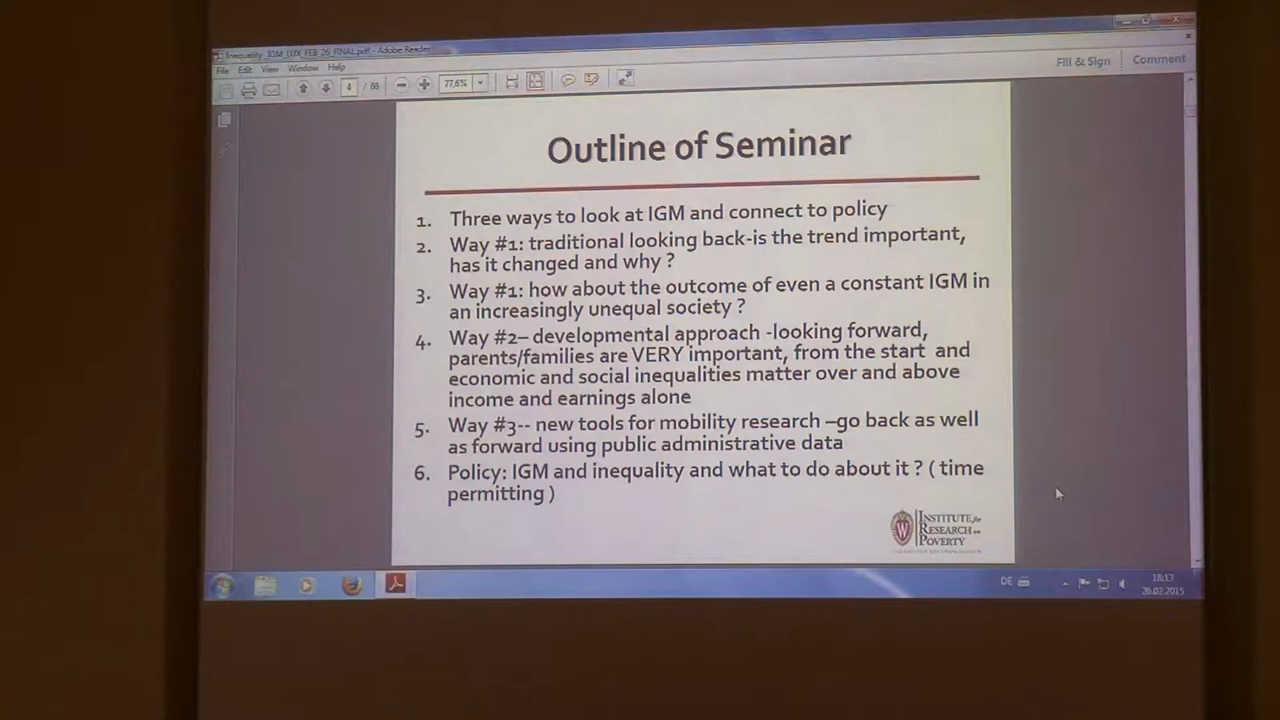 Inequality_IGM_LUX_FEB_26_FINAL.pdf - Adobe Reader
File Edit View Window Help
4 / 68 77,6% Fill & Sign Comment
Outline of Seminar
1. Three ways to look at IGM and connect to policy
2. Way #1: traditional looking back-is the trend important,
has it changed and why ?
3. Way #1: how about the outcome of even a constant IGM in
an increasingly unequal society ?
4. Way #2– developmental approach -looking forward,
parents/families are VERY important, from the start and
economic and social inequalities matter over and above
income and earnings alone
5. Way #3-- new tools for mobility research –go back as well
as forward using public administrative data
6. Policy: IGM and inequality and what to do about it ? ( time
permitting )
INSTITUTE for
RESEARCH on
POVERTY
DE
18:13
26.02.2015